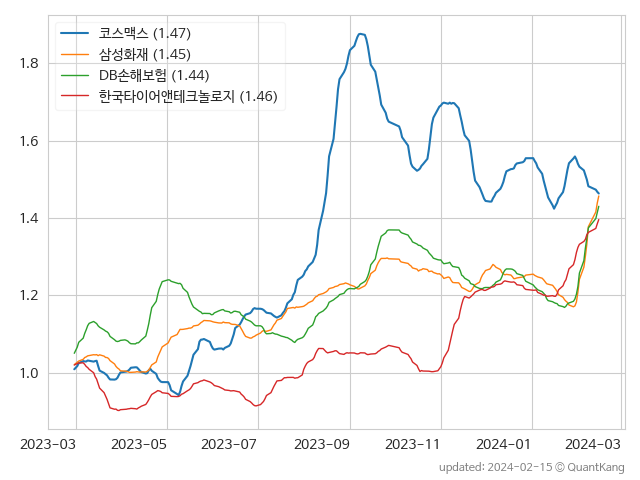 코스맥스 (1.47)
삼성화재 (1.45)
DB손해보험 (1.44)
한국타이어앤테크놀로지 (1.46)
1.8
1.6
1.4
1.2
1.0
2023-03 2023-05 2023-07 2023-09 2023-11 2024-01 2024-03
updated: 2024-02-15 © QuantKang